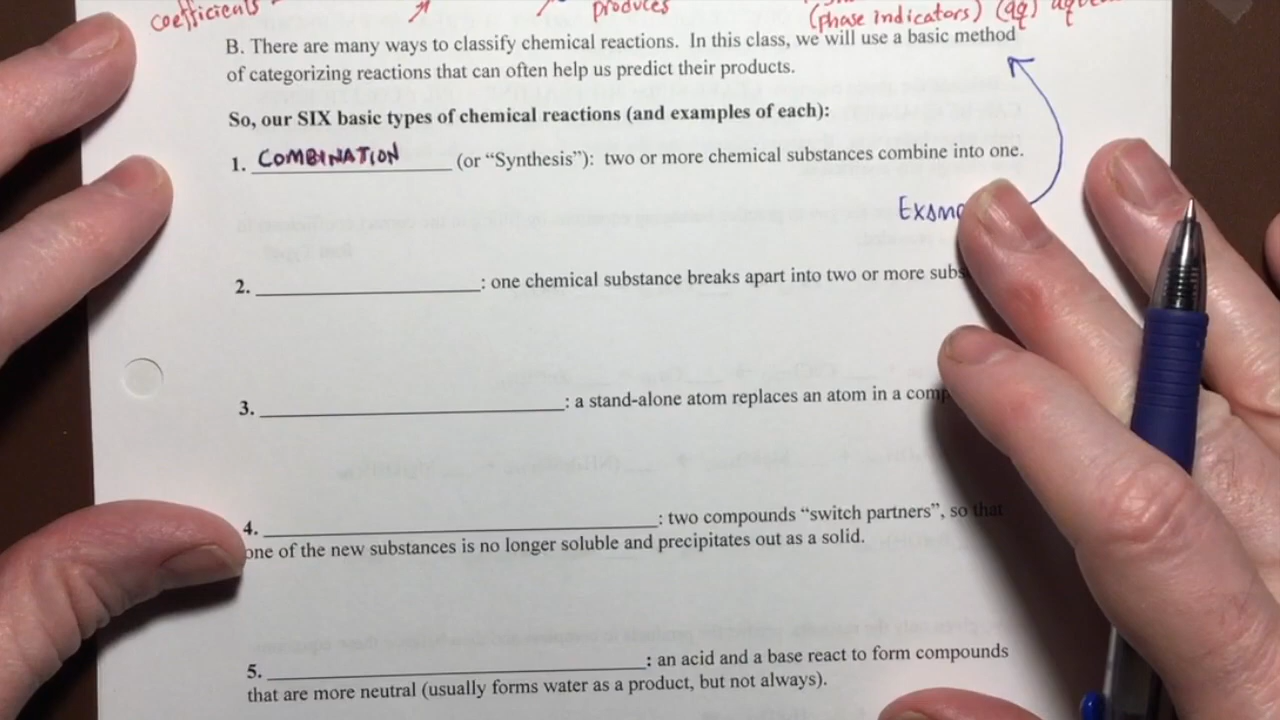 coefficients
produces
(phase indicators) (aq)
B. There are many ways to classify chemical reactions. In this class, we will use a basic method
of categorizing reactions that can often help us predict their products.
So, our SIX basic types of chemical reactions (and examples of each):
1. COMBINATION (or “Synthesis”): two or more chemical substances combine into one.
2. : one chemical substance breaks apart into two or more
3. : a stand-alone atom replaces an atom in a
4. : two compounds “switch partners”, so that
one of the new substances is no longer soluble and precipitates out as a solid.
5. : an acid and a base react to form compounds
that are more neutral (usually forms water as a product, but not always).